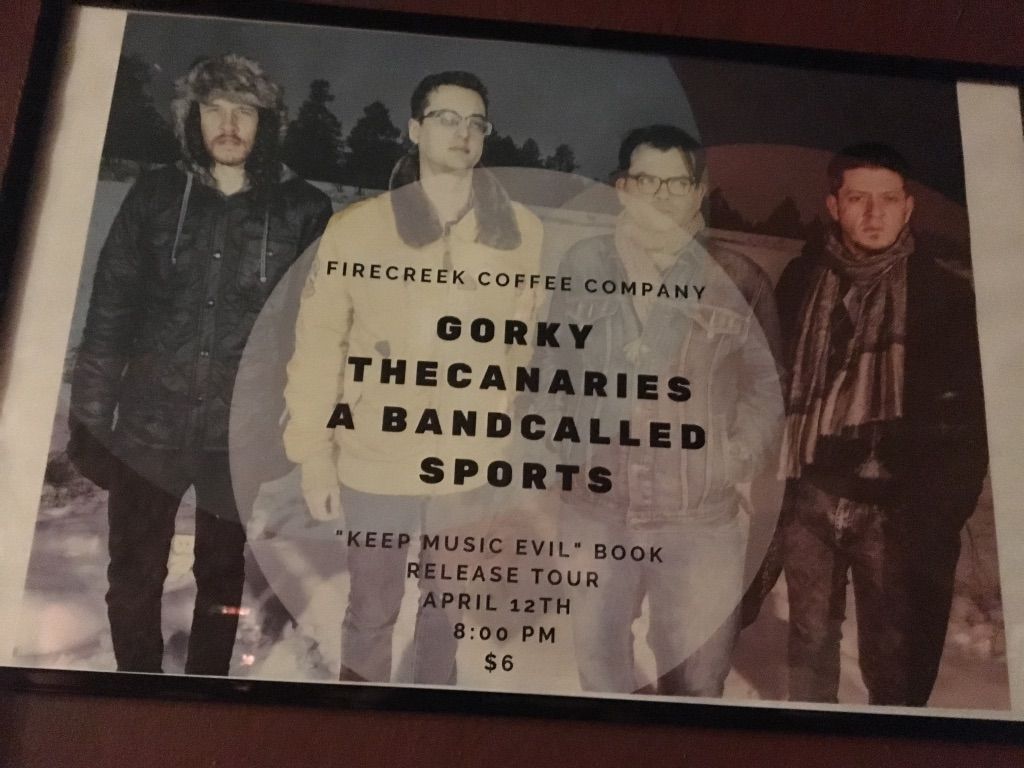 FIRECREEK COFFEE COMPANY
GORKY
THECANARIES
A BANDCALLED
SPORTS
"KEEP MUSIC EVIL" BOOK
RELEASE TOUR
APRIL 12TH
8:00 PM
$6